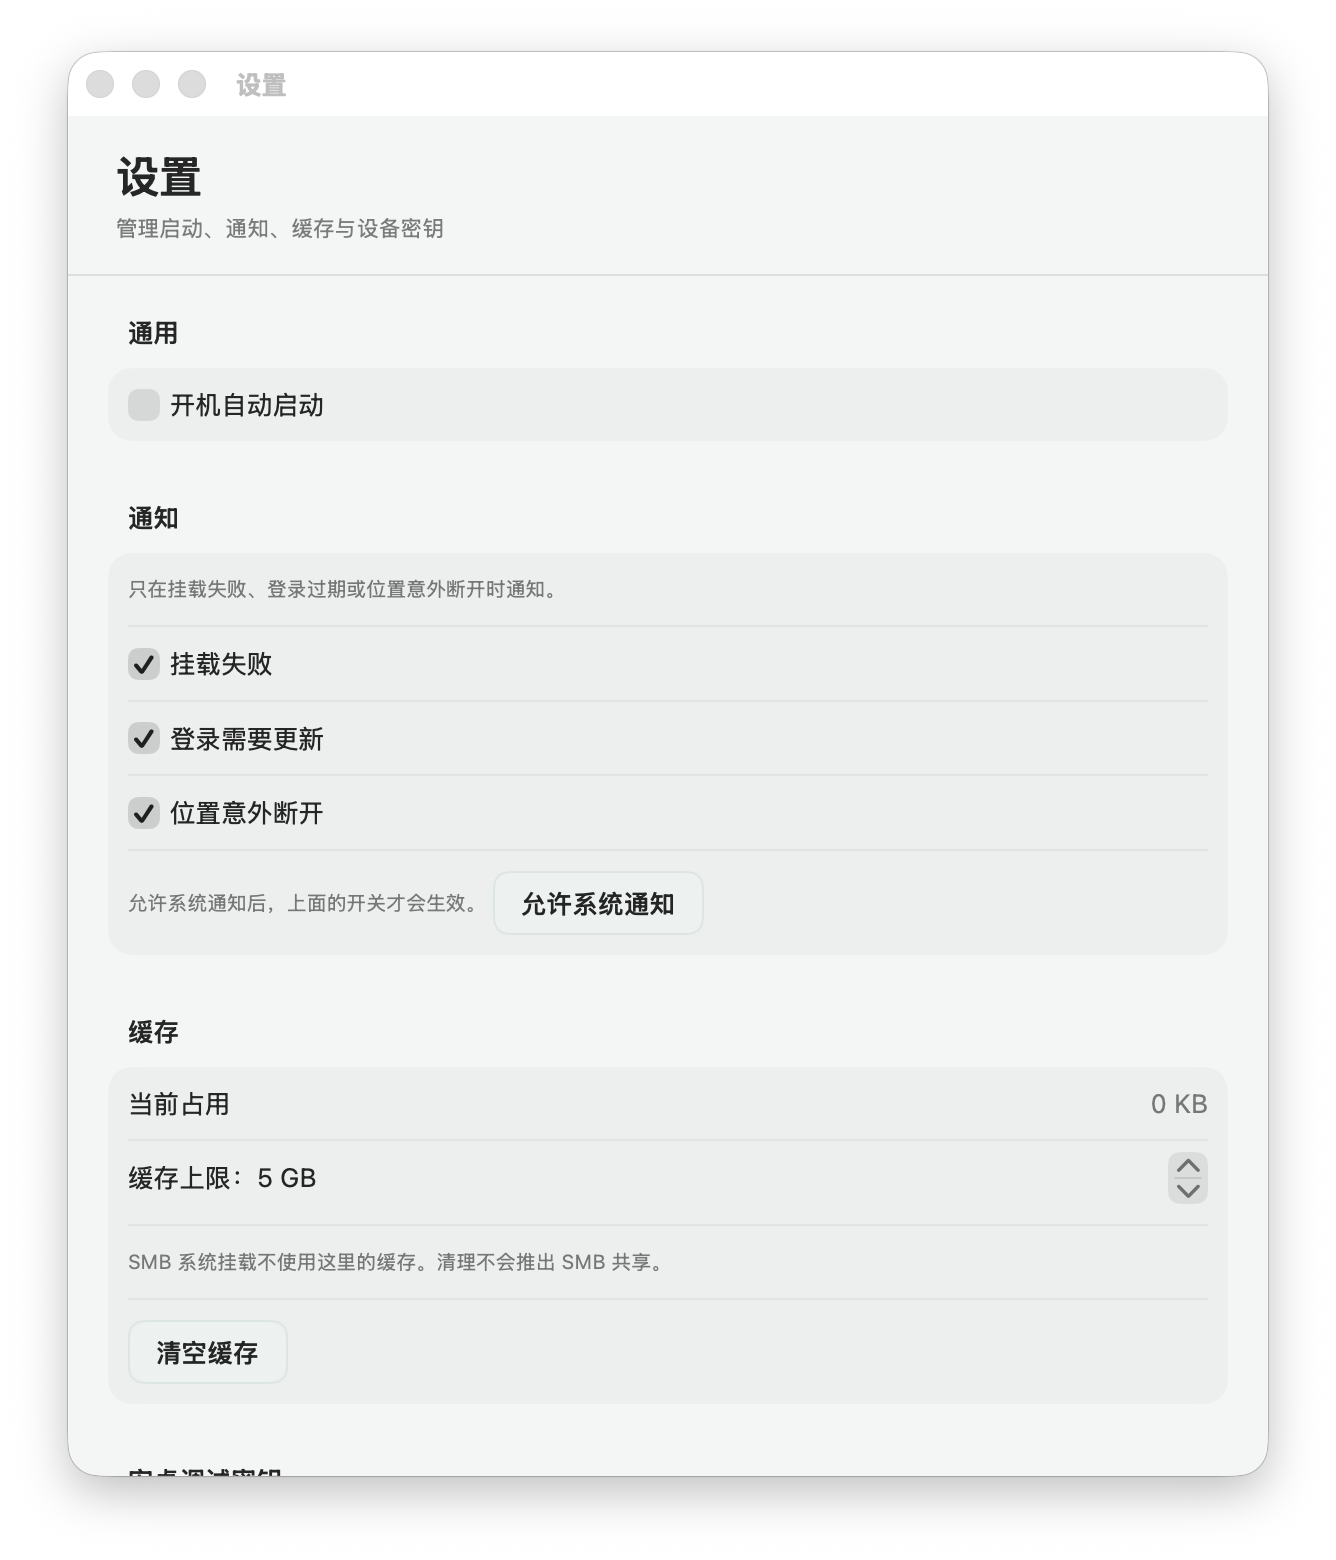 设置
设置
管理启动、通知、缓存与设备密钥
通用
开机自动启动
通知
只在挂载失败、登录过期或位置意外断开时通知。
挂载失败
登录需要更新
位置意外断开
允许系统通知后，上面的开关才会生效。 允许系统通知
缓存
当前占用 0 KB
缓存上限：5 GB
SMB 系统挂载不使用这里的缓存。清理不会推出 SMB 共享。
清空缓存
安卓调试密钥